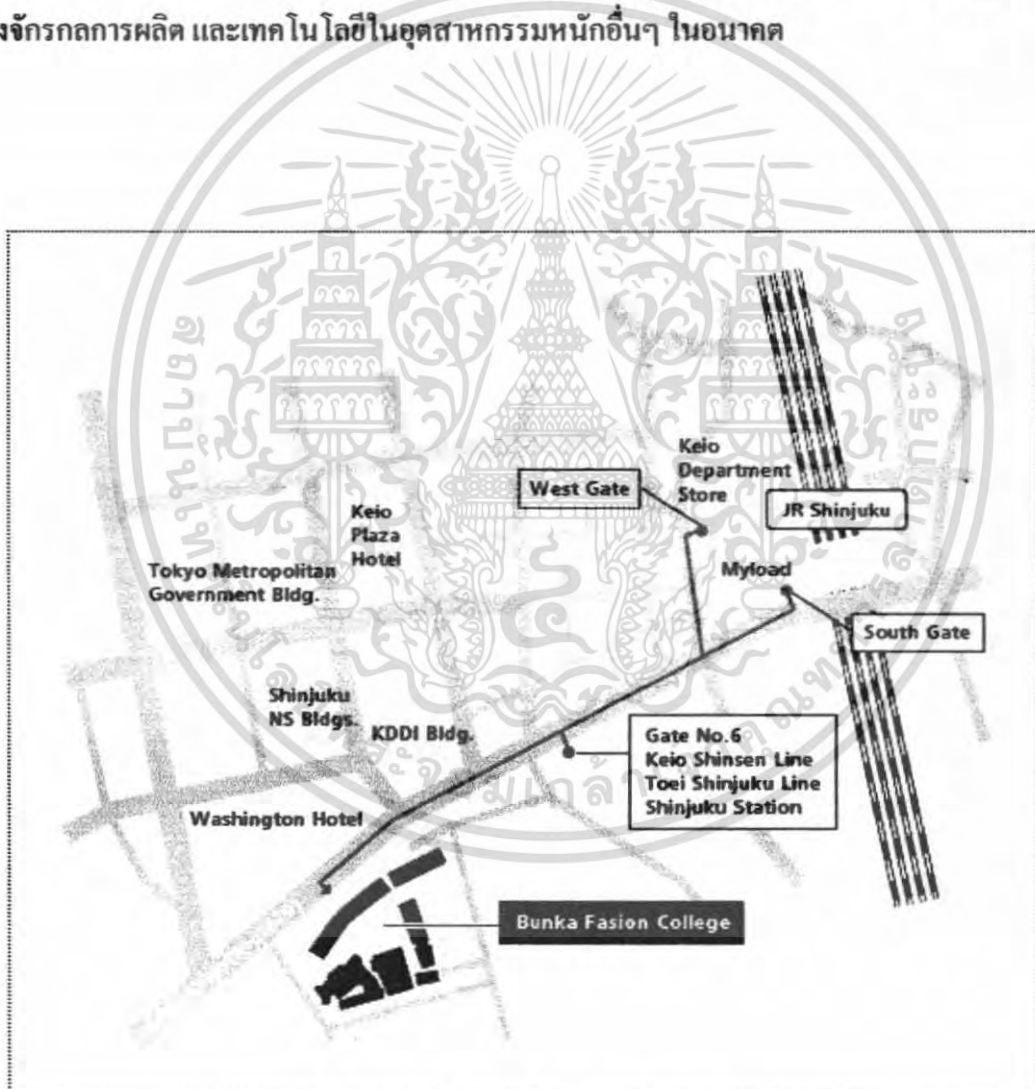 งจักรกลการผลิต และเทคโนโลยีในอุตสาหกรรมหนักอื่นๆ ในอนาคต
Keio
Department
Store
West Gate
JR Shinjuku
Keio
Plaza
Hotel
Myload
Tokyo Metropolitan
Government Bldg.
South Gate
Shinjuku
NS Bldgs.
KDDI Bldg.
Gate No.6
Keio Shinsen Line
Toei Shinjuku Line
Shinjuku Station
Washington Hotel
Bunka Fasion College